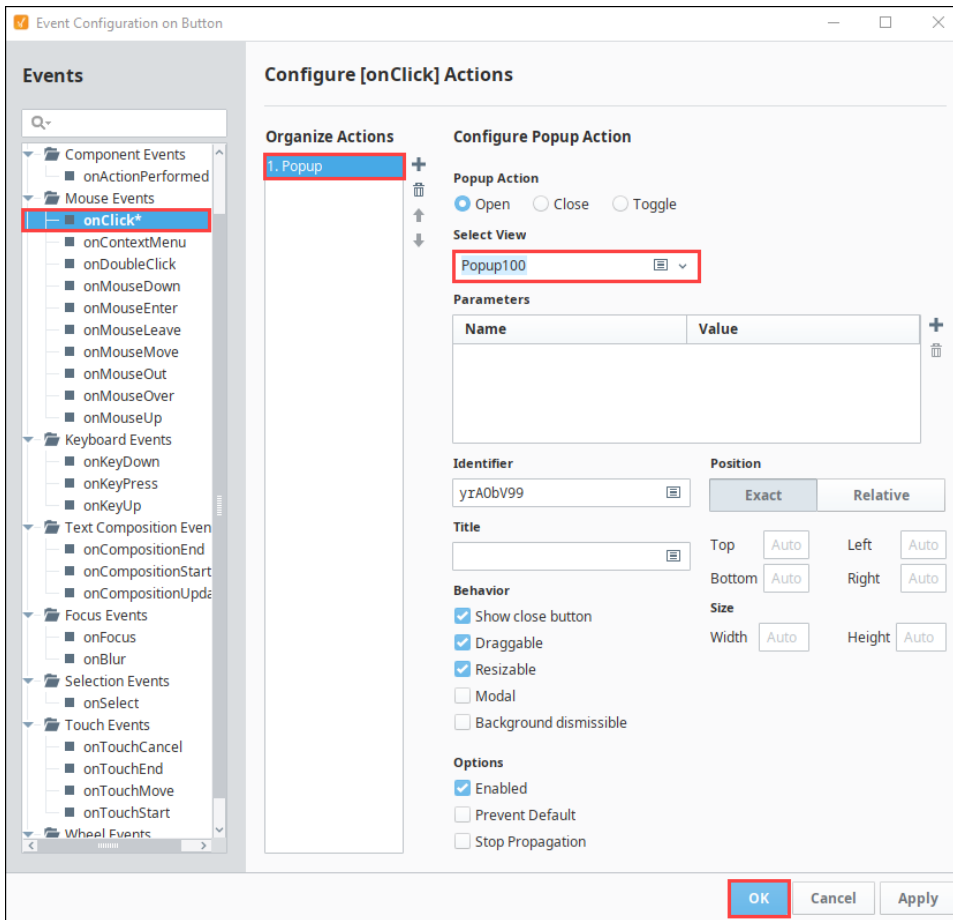 Event Configuration on Button
Events
Component Events
onActionPerformed
Mouse Events
onClick*
onContextMenu
onDoubleClick
onMouseDown
onMouseEnter
onMouseLeave
onMouseMove
onMouseOut
onMouseOver
onMouseUp
Keyboard Events
onKeyDown
onKeyPress
onKeyUp
Text Composition Even
onCompositionEnd
onCompositionStart
onCompositionUpda
Focus Events
onFocus
onBlur
Selection Events
onSelect
Touch Events
onTouchCancel
onTouchEnd
onTouchMove
onTouchStart
Wheel Events
Configure [onClick] Actions
Organize Actions
1. Popup
Configure Popup Action
Popup Action
Open Close Toggle
Select View
Popup100
Parameters
Name Value
Identifier
yrAObV99
Title
Behavior
Show close button
Draggable
Resizable
Modal
Background dismissible
Options
Enabled
Prevent Default
Stop Propagation
Position
Exact Relative
Top Auto Left Auto
Bottom Auto Right Auto
Size
Width Auto Height Auto
OK Cancel Apply